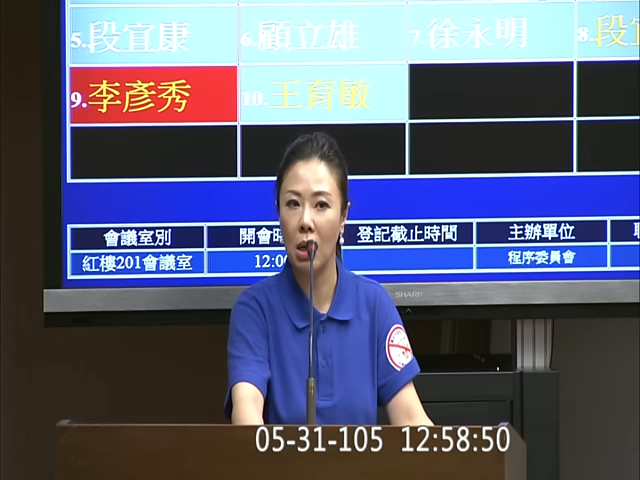 5.段宜康 6.顧立雄 7.徐永明 8.段宜
9.李彥秀 10.王育敏
會議室別 開會時 登記截止時間 主辦單位
紅樓201會議室 12:00 程序委員會
SHARP
05-31-105 12:58:50